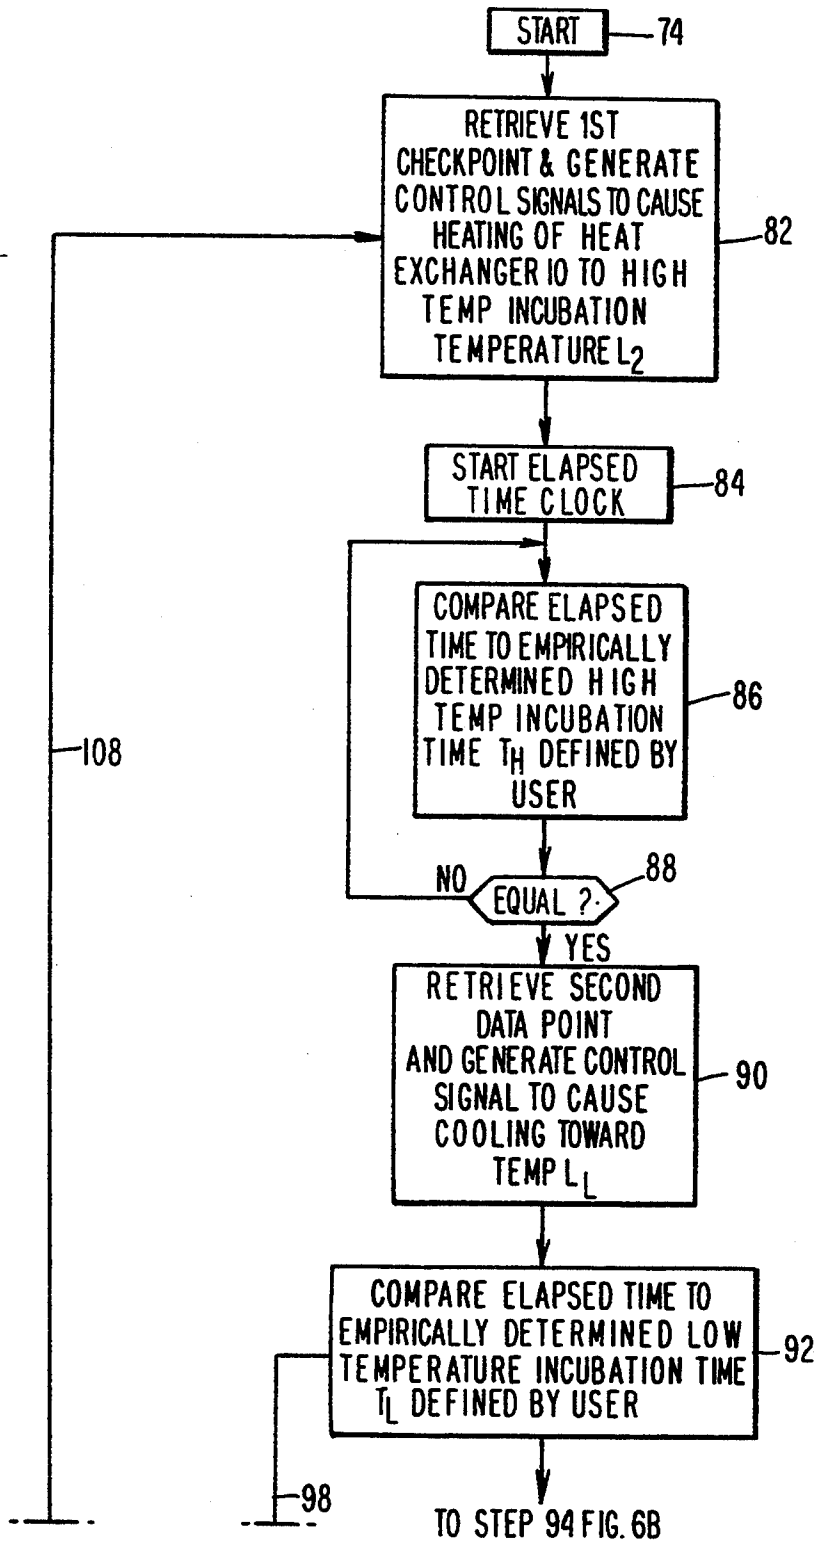 START
74
RETRIEVE 1ST
CHECKPOINT & GENERATE
CONTROL SIGNALS TO CAUSE
HEATING OF HEAT
EXCHANGER 10 TO HIGH
TEMP INCUBATION
TEMPERATURE L2
82
START ELAPSED
TIME CLOCK
84
COMPARE ELAPSED
TIME TO EMPIRICALLY
DETERMINED HIGH
TEMP INCUBATION
TIME TH DEFINED BY
USER
86
108
NO
EQUAL ?
88
YES
RETRIEVE SECOND
DATA POINT
AND GENERATE CONTROL
SIGNAL TO CAUSE
COOLING TOWARD
TEMP LL
90
COMPARE ELAPSED TIME TO
EMPIRICALLY DETERMINED LOW
TEMPERATURE INCUBATION TIME
TL DEFINED BY USER
92
98
TO STEP 94 FIG. 6B